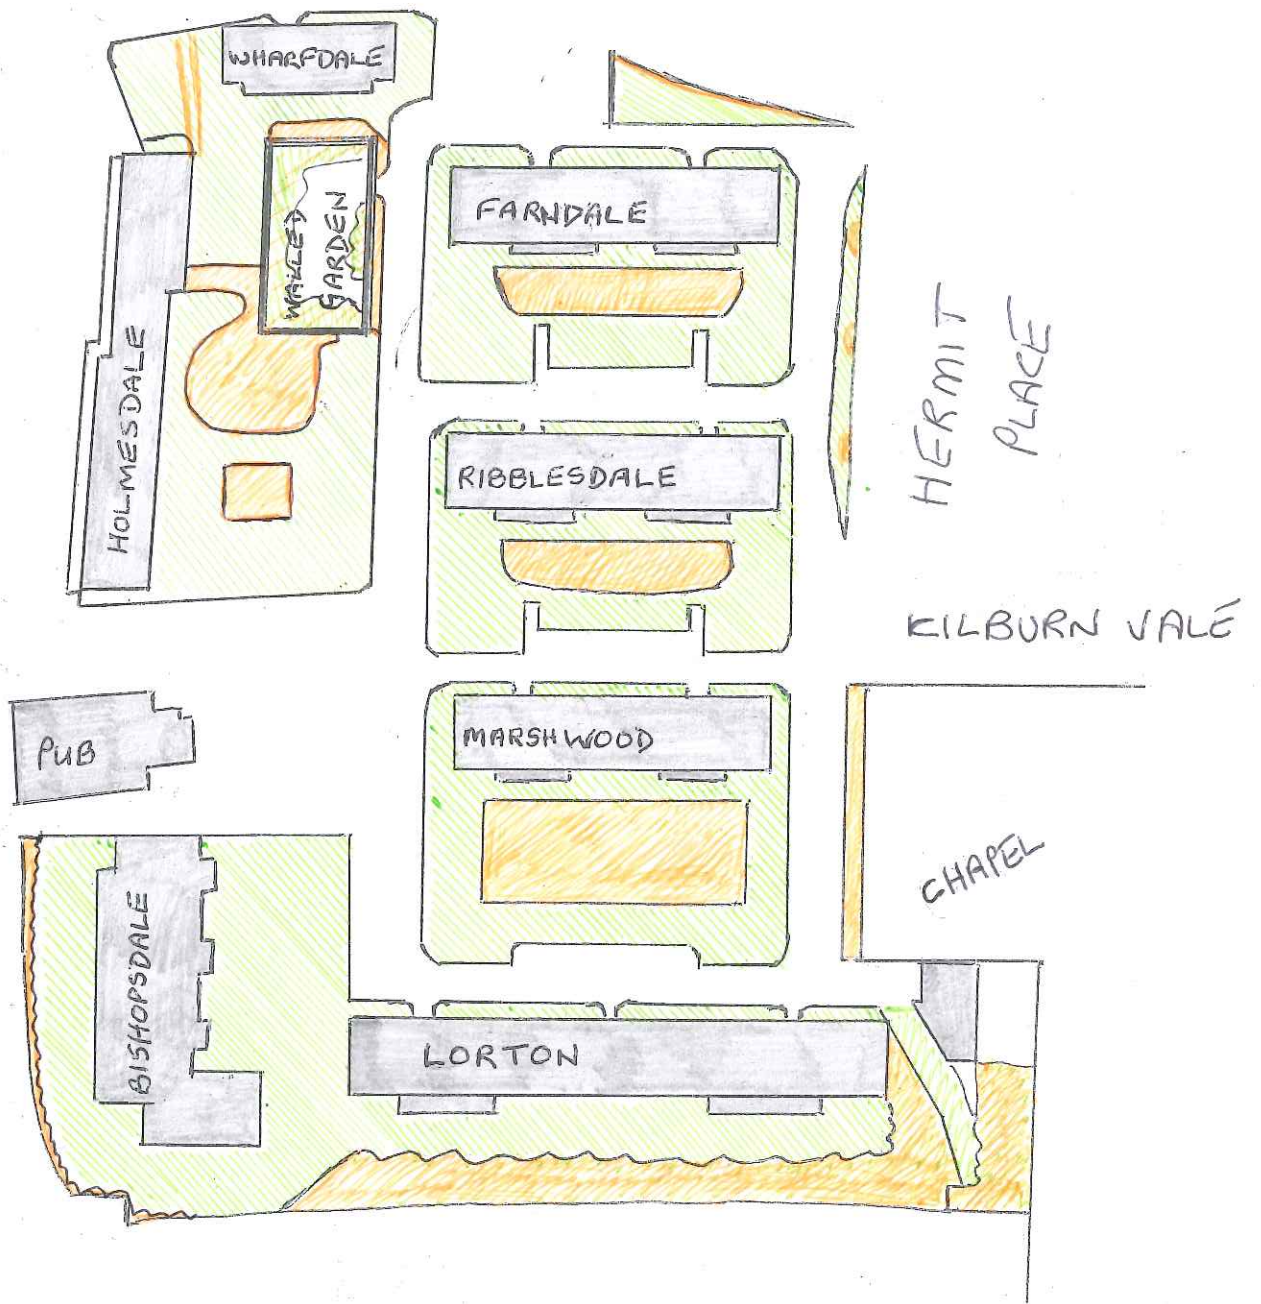 WHARFDALE
WALLED
GARDEN
FARNDALE
HOLMESDALE
HERMIT
PLACE
RIBBLESDALE
KILBURN VALE
MARSHWOOD
PUB
CHAPEL
BISHOPSDALE
LORTON